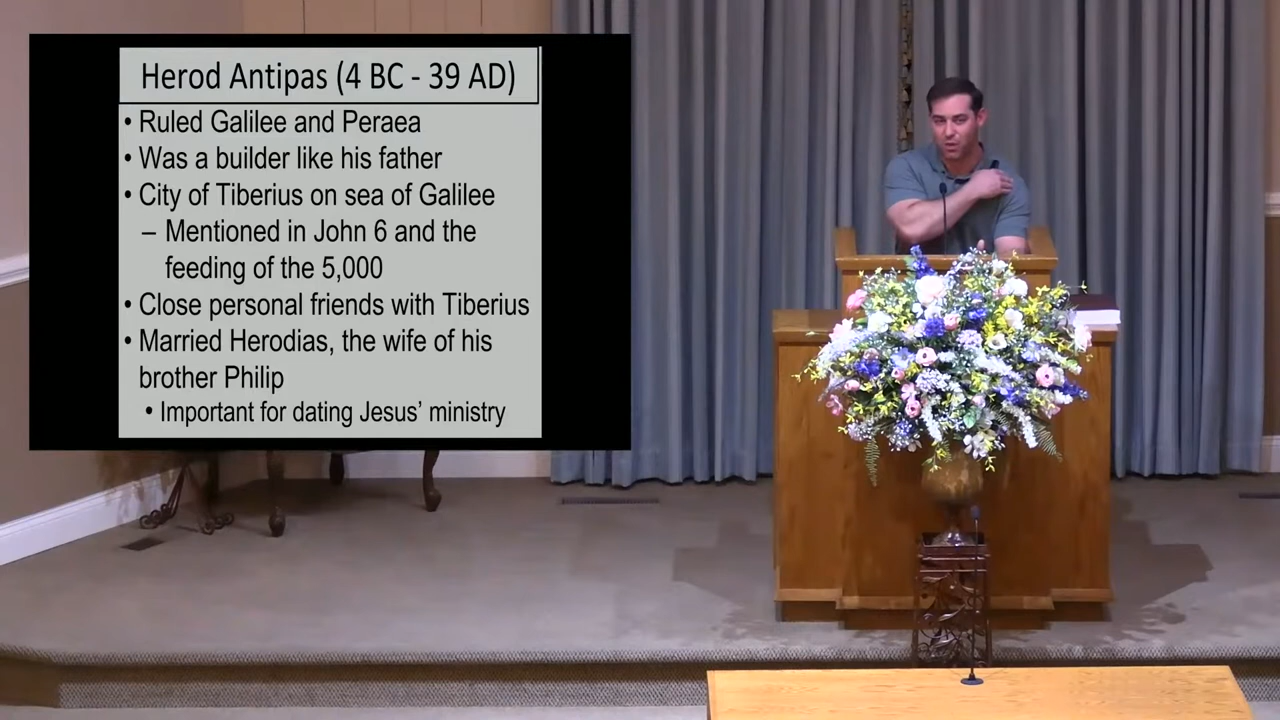 Herod Antipas (4 BC - 39 AD)
• Ruled Galilee and Peraea
• Was a builder like his father
• City of Tiberius on sea of Galilee
– Mentioned in John 6 and the
feeding of the 5,000
• Close personal friends with Tiberius
• Married Herodias, the wife of his
brother Philip
• Important for dating Jesus’ ministry